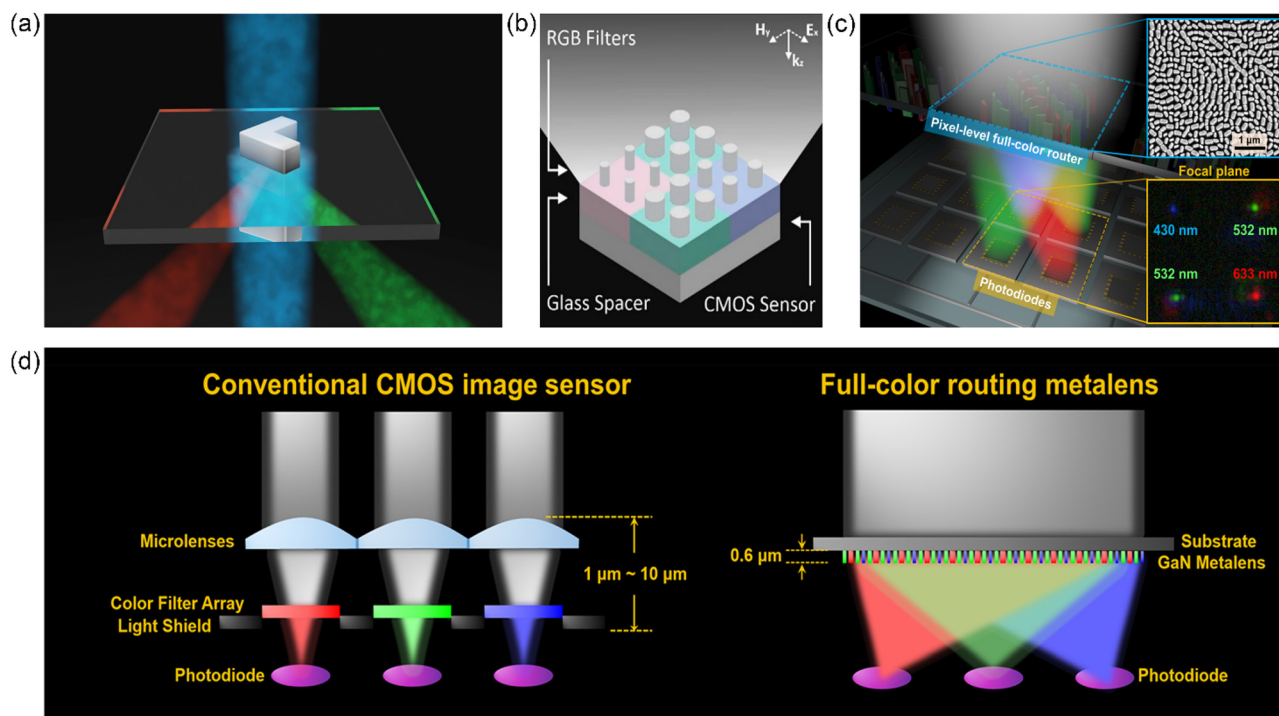 (a)
(b)
RGB Filters
Hy
Ex
kz
Glass Spacer
CMOS Sensor
(c)
Pixel-level full-color router
1 µm
Focal plane
430 nm
532 nm
532 nm
633 nm
Photodiodes
(d)
Conventional CMOS image sensor
Microlenses
1 µm ~ 10 µm
Color Filter Array
Light Shield
Photodiode
Full-color routing metalens
0.6 µm
Substrate
GaN Metalens
Photodiode